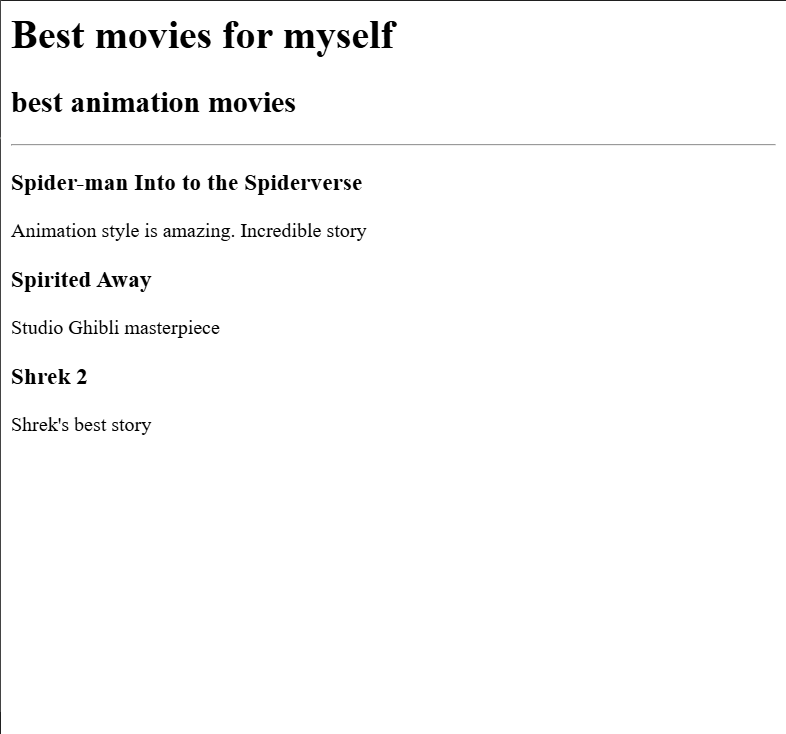 Best movies for myself
best animation movies
Spider-man Into to the Spiderverse
Animation style is amazing. Incredible story
Spirited Away
Studio Ghibli masterpiece
Shrek 2
Shrek's best story